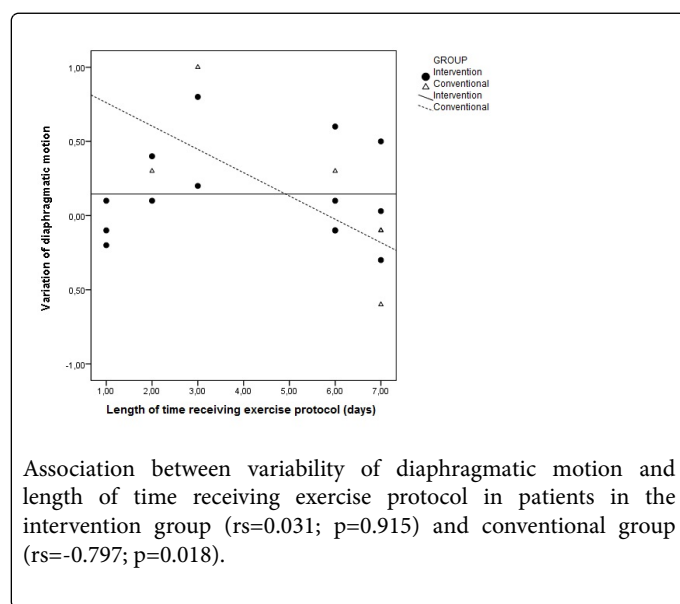 GROUP
Intervention
Conventional
Intervention
Conventional
Variation of diaphragmatic motion
1,00
0,50
0,00
0,50
-1,00
1,00 2,00 3,00 4,00 5,00 6,00 7,00
Length of time receiving exercise protocol (days)
Association between variability of diaphragmatic motion and
length of time receiving exercise protocol in patients in the
intervention group (rs=0.031; p=0.915) and conventional group
(rs=-0.797; p=0.018).